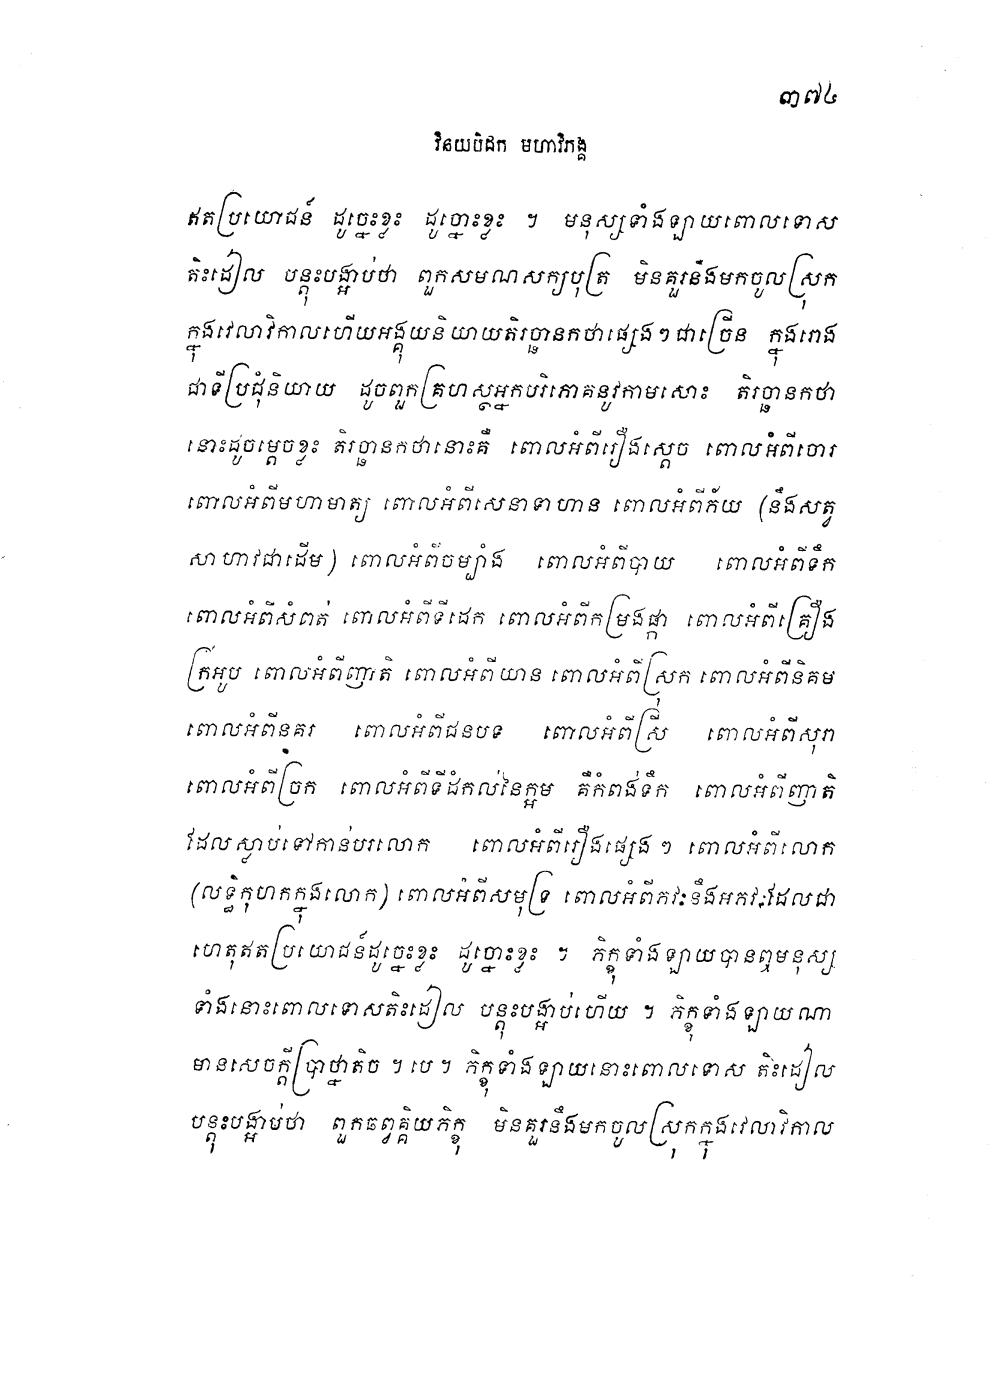 ៣៧៤
វិនយបិដក មហាវិភង្គ
ឥតប្រយោជន៍ ដូច្នេះខ្លះ ដូច្នោះខ្លះ ។ មនុស្សទាំងឡាយពោលទោស
តិះដៀល បន្តុះបង្អាប់ថា ពួកសមណសក្យបុត្រ មិនគួរនឹងមកចូលស្រុក
ក្នុងវេលាវិកាលហើយអង្គុយនិយាយតិរច្ឆានកថាផ្សេងៗជាច្រើន ក្នុងរោង
ជាទីប្រជុំនិយាយ ដូចពួកគ្រហស្ថអ្នកបរិភោគនូវកាមសោះ តិរច្ឆានកថា
នោះដូចម្តេចខ្លះ តិរច្ឆានកថានោះគឺ ពោលអំពីរឿងស្តេច ពោលអំពីចោរ
ពោលអំពីមហាមាត្យ ពោលអំពីសេនាទាហាន ពោលអំពីភ័យ (នឹងសត្វ
សាហាវជាដើម) ពោលអំពីចម្បាំង ពោលអំពីបាយ ពោលអំពីទឹក
ពោលអំពីសំពត់ ពោលអំពីទីដេក ពោលអំពីកម្រងផ្កា ពោលអំពីគ្រឿង
ក្រអូប ពោលអំពីញាតិ ពោលអំពីយាន ពោលអំពីស្រុក ពោលអំពីនិគម
ពោលអំពីនគរ ពោលអំពីជនបទ ពោលអំពីស្រី ពោលអំពីសុរា
ពោលអំពីច្រក ពោលអំពីទីដំកល់នៃក្អម គឺកំពង់ទឹក ពោលអំពីញាតិ
ដែលស្លាប់ទៅកាន់បរលោក ពោលអំពីរឿងផ្សេងៗ ពោលអំពីលោក
(លទ្ធិកុហកក្នុងលោក) ពោលអំពីសមុទ្រ ពោលអំពីភវៈនឹងអភវៈដែលជា
ហេតុឥតប្រយោជន៍ដូច្នេះខ្លះ ដូច្នោះខ្លះ ។ ភិក្ខុទាំងឡាយបានឮមនុស្ស
ទាំងនោះពោលទោសតិះដៀល បន្តុះបង្អាប់ហើយ ។ ភិក្ខុទាំងឡាយណា
មានសេចក្តីប្រាថ្នាតិច ។ បេ ។ ភិក្ខុទាំងឡាយនោះពោលទោស តិះដៀល
បន្តុះបង្អាប់ថា ពួកឆព្វគ្គិយភិក្ខុ មិនគួរនឹងមកចូលស្រុកក្នុងវេលាវិកាល